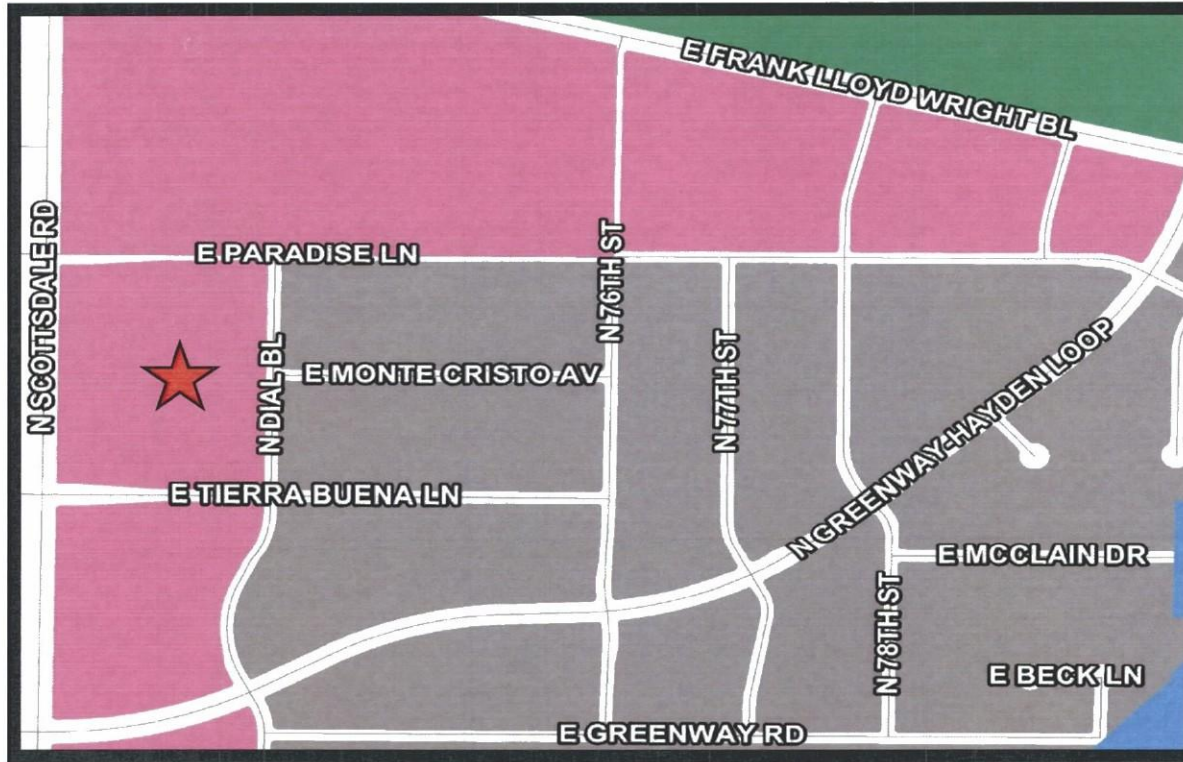 E FRANK LLOYD WRIGHT BL
N SCOTTSDALE RD
E PARADISE LN
N 76TH ST
N DIAL BL
E MONTE CRISTO AV
N 77TH ST
N GREENWAY-HAYDEN LOOP
E TIERRA BUENA LN
E MCCLAIN DR
N 78TH ST
E BECK LN
E GREENWAY RD